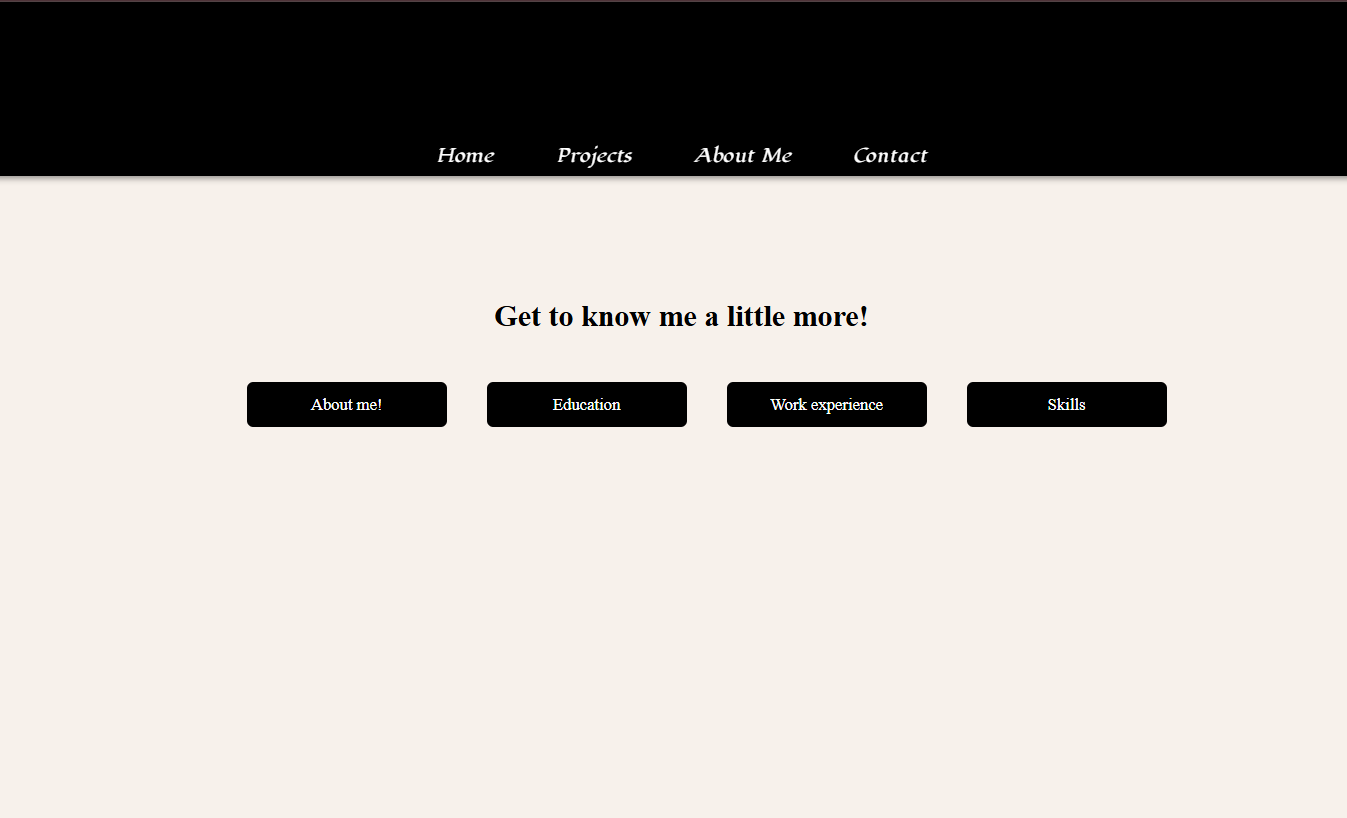 Home Projects About Me Contact
Get to know me a little more!
About me! Education Work experience Skills